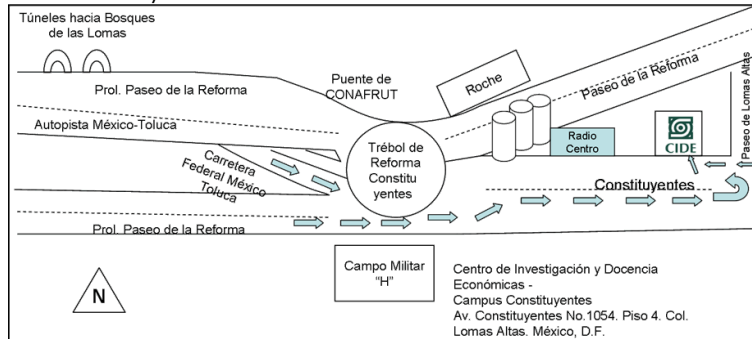 Túneles hacia Bosques
de las Lomas
Prol. Paseo de la Reforma
Puente de
CONAFRUT
Roche
Paseo de la Reforma
Autopista México-Toluca
Carretera
Federal México
Toluca
Trébol de
Reforma
Constitu
yentes
Radio
Centro
CIDE
Paseo de Lomas Altas
Constituyentes
Prol. Paseo de la Reforma
N
Campo Militar
“H”
Centro de Investigación y Docencia
Económicas -
Campus Constituyentes
Av. Constituyentes No.1054. Piso 4. Col.
Lomas Altas. México, D.F.